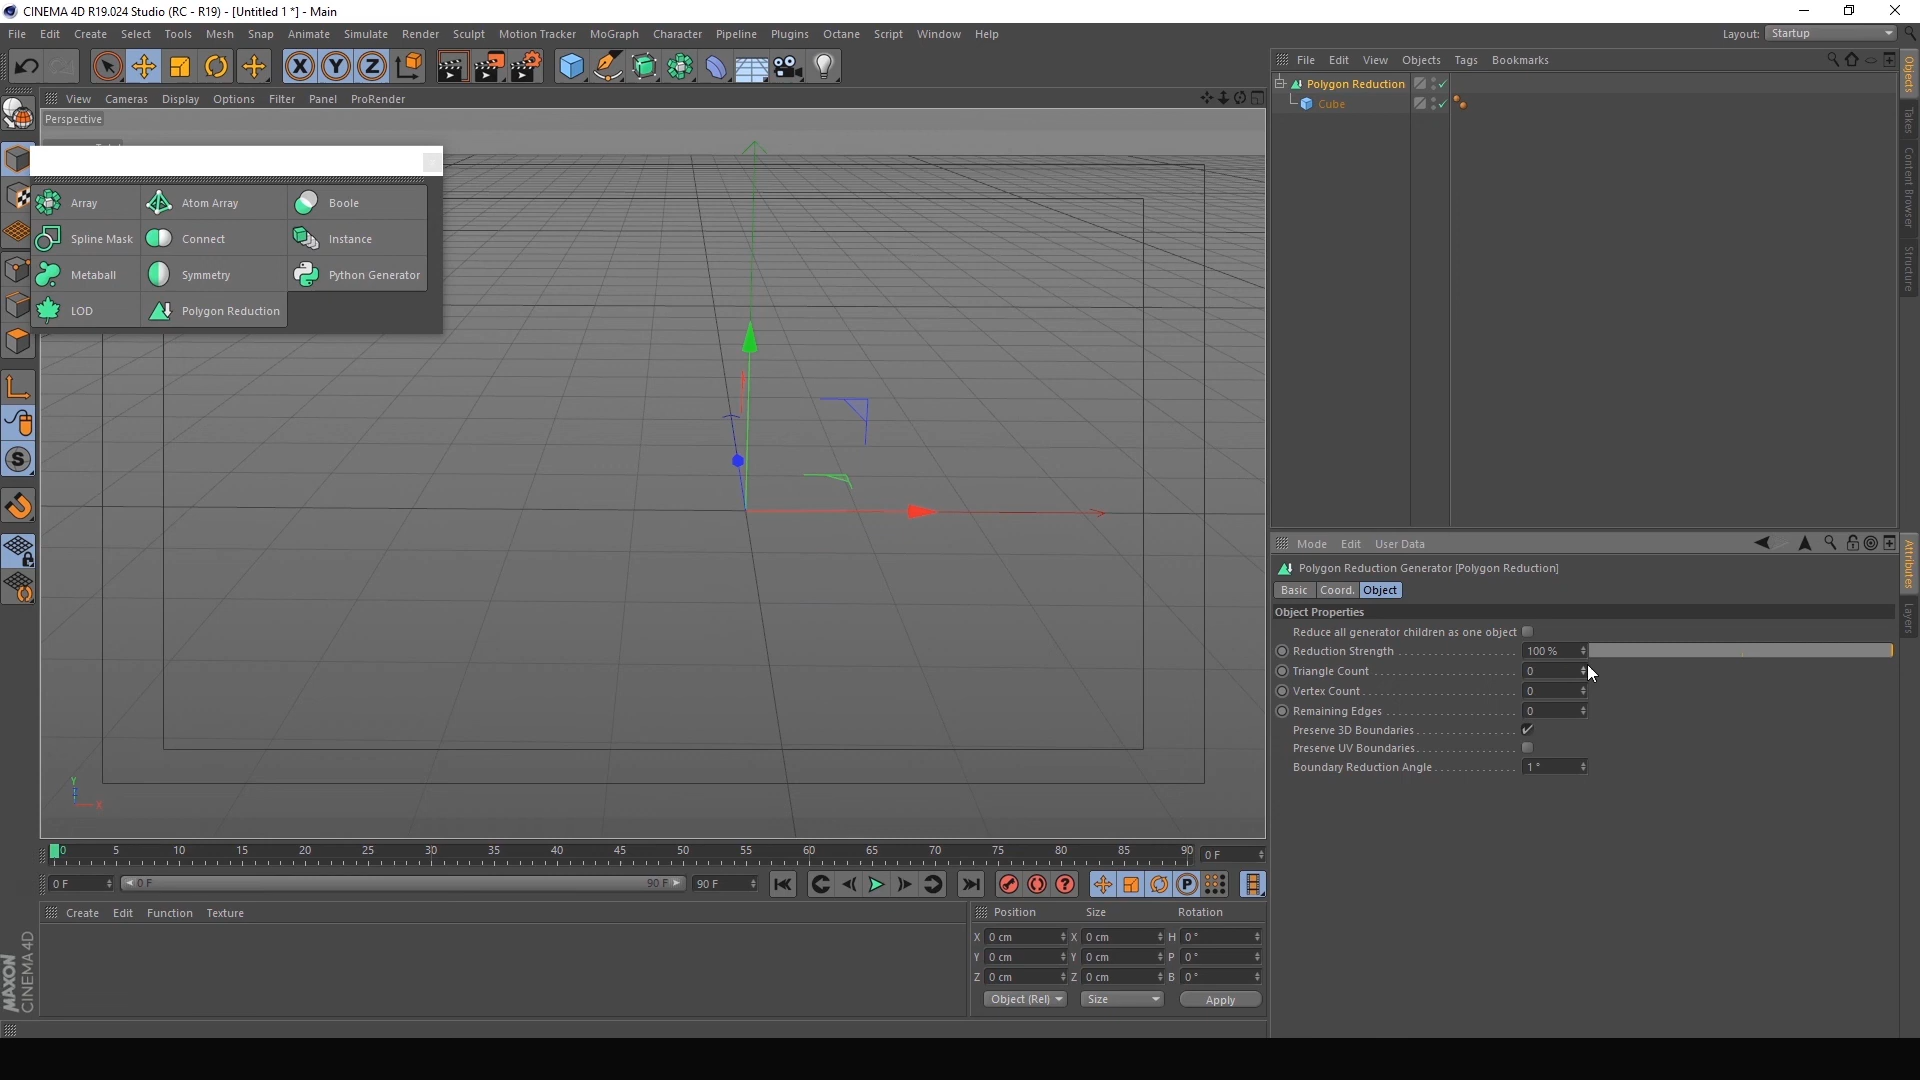 CINEMA 4D R19.024 Studio (RC - R19) - [Untitled 1 *] - Main
File Edit Create Select Tools Mesh Snap Animate Simulate Render Sculpt Motion Tracker MoGraph Character Pipeline Plugins Octane Script Window Help
Layout: Startup
X Y Z
View Cameras Display Options Filter Panel ProRender
Perspective
Array Atom Array Boole
Spline Mask Connect Instance
Metaball Symmetry Python Generator
LOD Polygon Reduction
S
Y
X
File Edit View Objects Tags Bookmarks
Polygon Reduction
Cube
Objects
Takes
Content Browser
Structure
Mode Edit User Data
Polygon Reduction Generator [Polygon Reduction]
Basic Coord. Object
Object Properties
Reduce all generator children as one object
Reduction Strength 100 %
Triangle Count 0
Vertex Count 0
Remaining Edges 0
Preserve 3D Boundaries
Preserve UV Boundaries
Boundary Reduction Angle 1 °
Attributes
Layers
0 5 10 15 20 25 30 35 40 45 50 55 60 65 70 75 80 85 90 0 F
0 F 0 F 90 F 90 F
P
Create Edit Function Texture
Position Size Rotation
X 0 cm X 0 cm H 0 °
Y 0 cm Y 0 cm P 0 °
Z 0 cm Z 0 cm B 0 °
Object (Rel) Size Apply
MAXON
CINEMA 4D